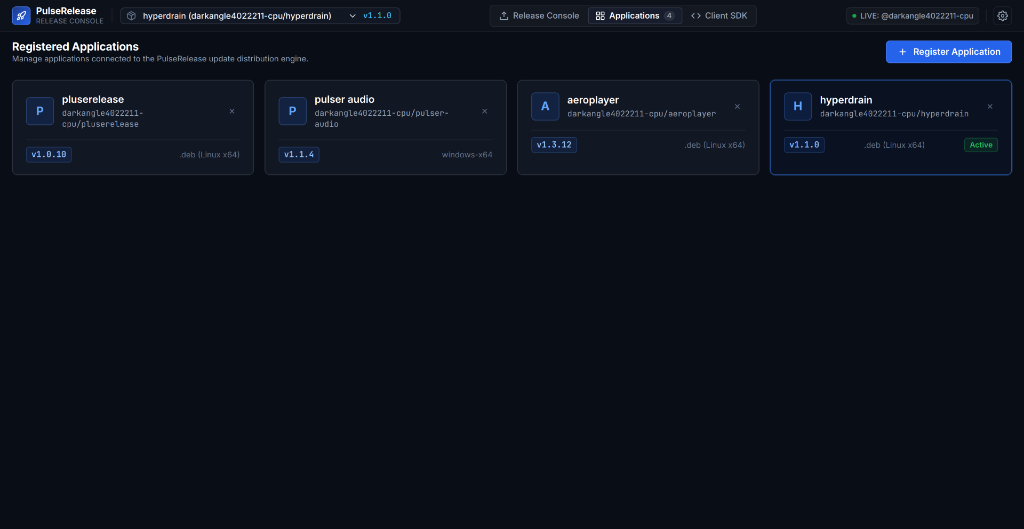 PulseRelease
RELEASE CONSOLE
hyperdrain (darkangle4022211-cpu/hyperdrain) v1.1.0
Release Console
Applications 4
Client SDK
LIVE: @darkangle4022211-cpu
Registered Applications
Manage applications connected to the PulseRelease update distribution engine.
+ Register Application
P
pluserelease
darkangle4022211-
cpu/pluserelease
×
v1.0.10
.deb (Linux x64)
P
pulser audio
darkangle4022211-cpu/pulser-
audio
×
v1.1.4
windows-x64
A
aeroplayer
darkangle4022211-cpu/aeroplayer
×
v1.3.12
.deb (Linux x64)
H
hyperdrain
darkangle4022211-cpu/hyperdrain
×
v1.1.0
.deb (Linux x64)
Active